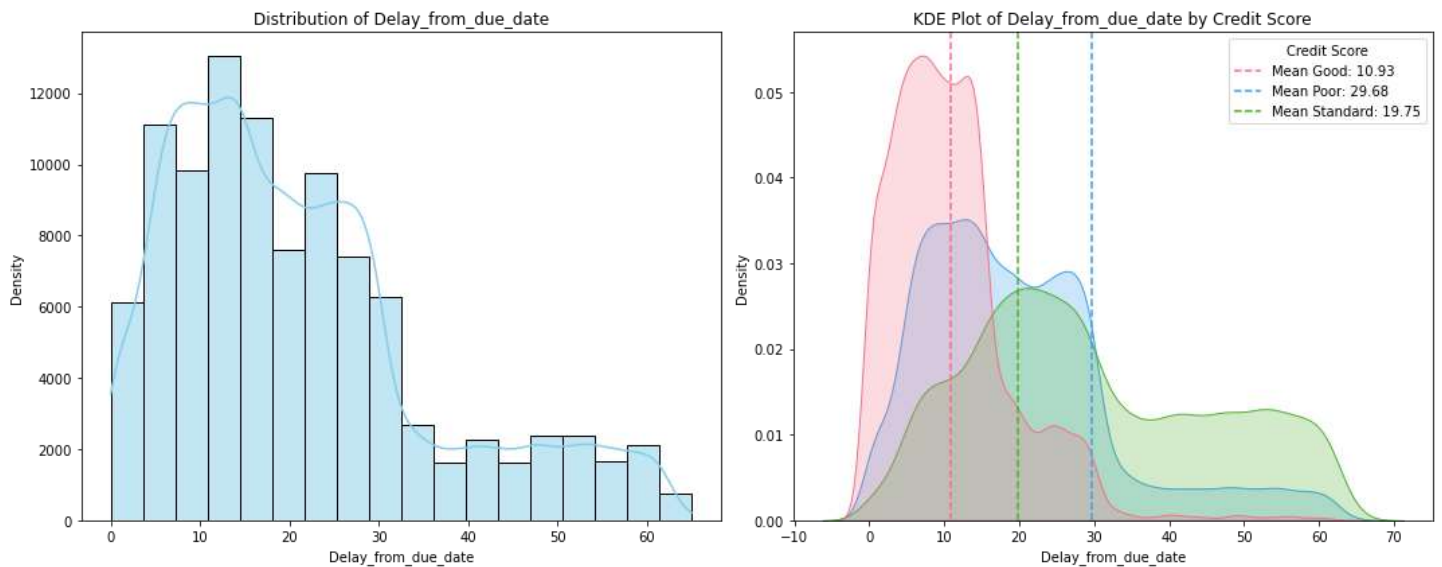 Distribution of Delay_from_due_date
Density
12000
10000
8000
6000
4000
2000
0
0 10 20 30 40 50 60
Delay_from_due_date
KDE Plot of Delay_from_due_date by Credit Score
Credit Score
Mean Good: 10.93
Mean Poor: 29.68
Mean Standard: 19.75
Density
0.05
0.04
0.03
0.02
0.01
0.00
−10 0 10 20 30 40 50 60 70
Delay_from_due_date